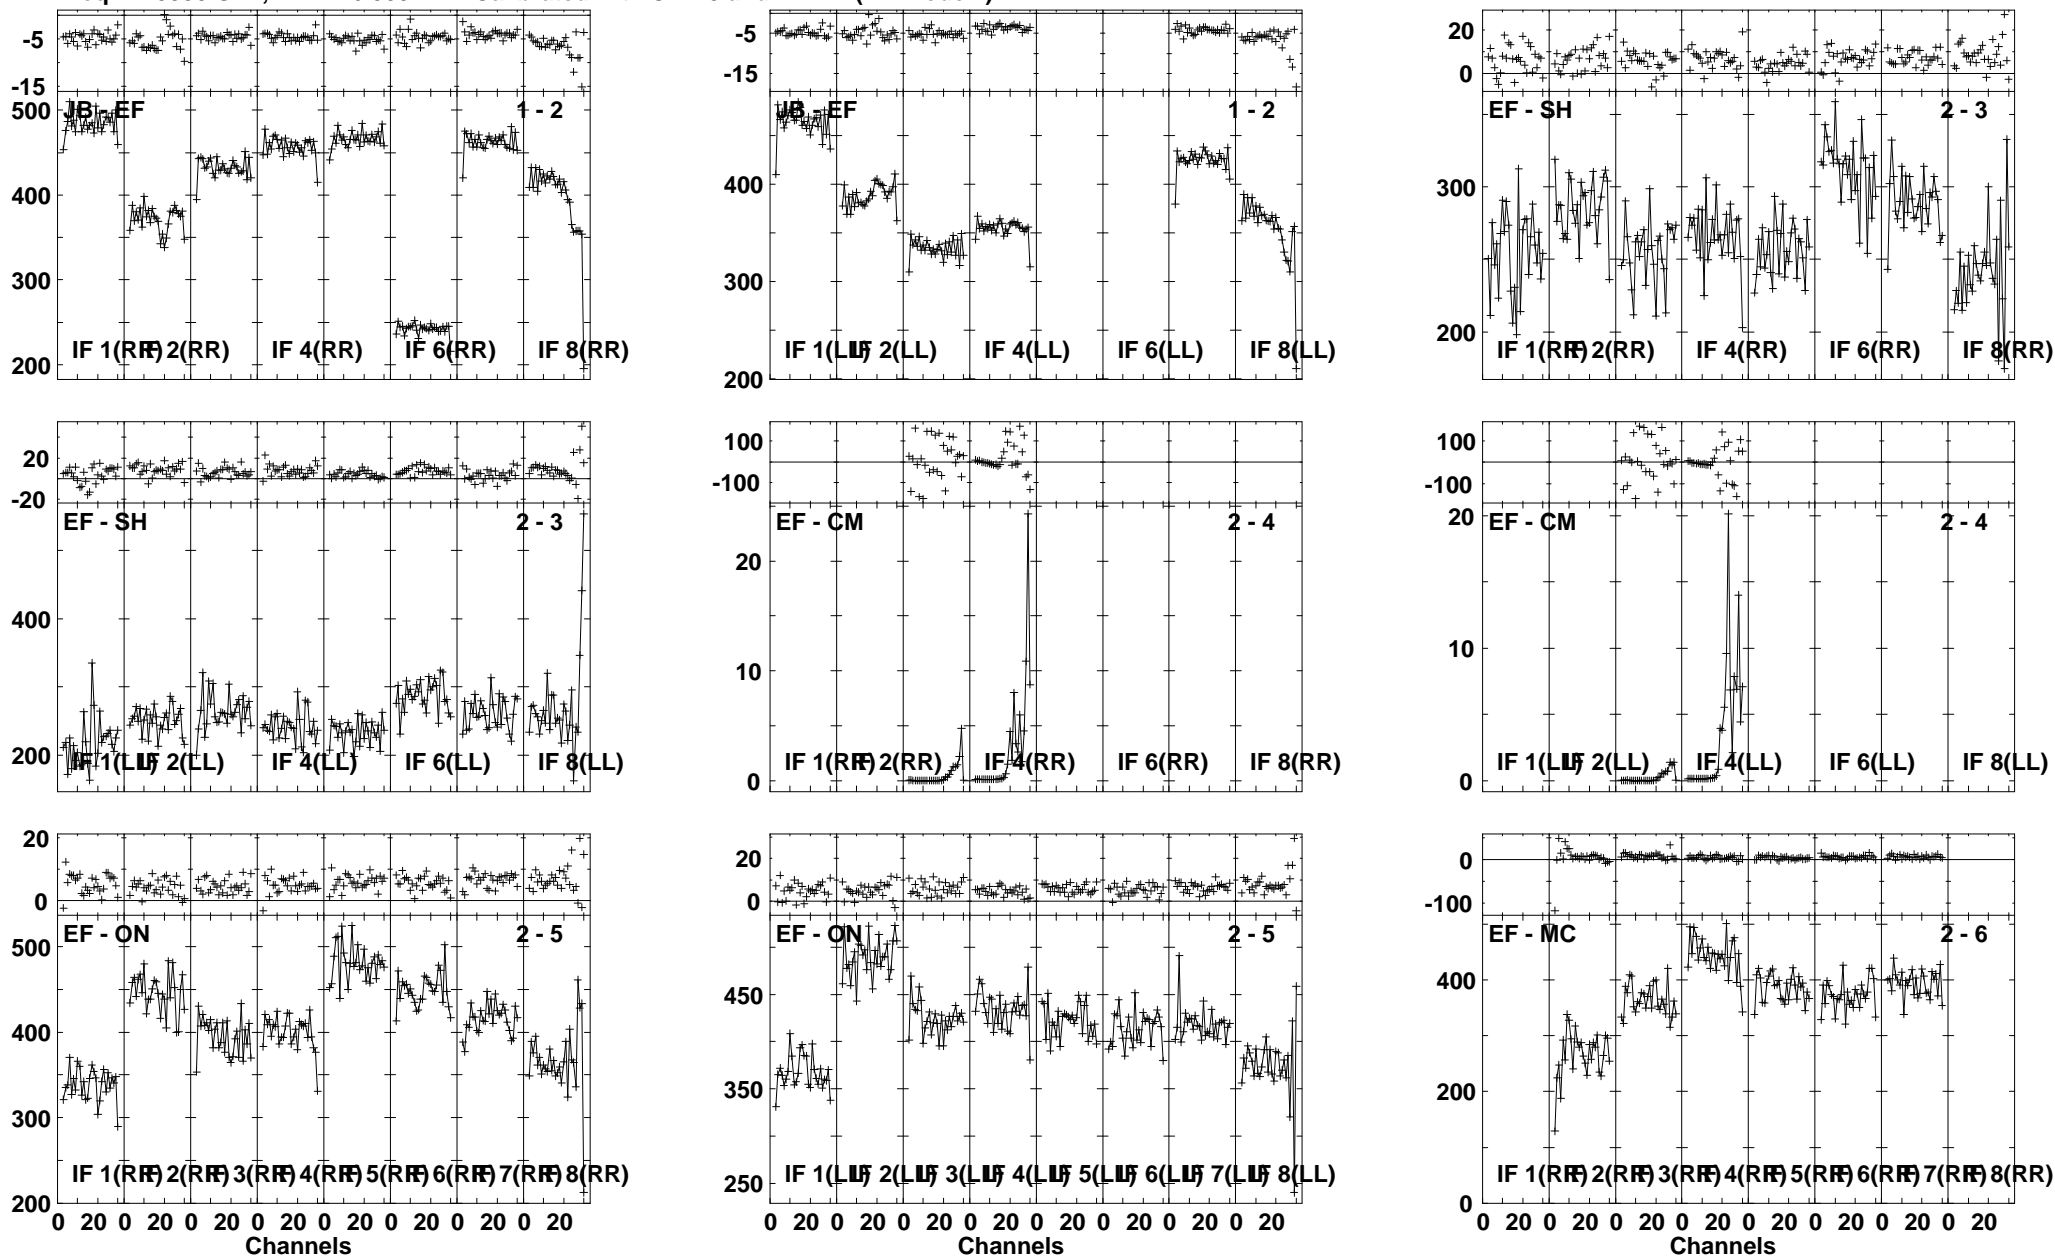 -5 -5 20
-15 -15 0
500 JB - EF 1 - 2 JB - EF 1 - 2 EF - SH 2 - 3
400 400 300
300 300 200
200 IF 1(RR) IF 2(RR) IF 4(RR) IF 6(RR) IF 8(RR) IF 1(LL) IF 2(LL) IF 4(LL) IF 6(LL) IF 8(LL) IF 1(RR) IF 2(RR) IF 4(RR) IF 6(RR) IF 8(RR)
200
20 100 100
-20 -100 -100
EF - SH 2 - 3 EF - CM 2 - 4 EF - CM 2 - 4
400 20 20
10 10
200 IF 1(LL) IF 2(LL) IF 4(LL) IF 6(LL) IF 8(LL) IF 1(RR) IF 2(RR) IF 4(RR) IF 6(RR) IF 8(RR) IF 1(LL) IF 2(LL) IF 4(LL) IF 6(LL) IF 8(LL)
0 0
20 20 0
0 0 -100
EF - ON 2 - 5 EF - ON 2 - 5 EF - MC 2 - 6
500 450 400
400 350 200
300 250 0
200
IF 1(RR) IF 2(RR) IF 3(RR) IF 4(RR) IF 5(RR) IF 6(RR) IF 7(RR) IF 8(RR) IF 1(LL) IF 2(LL) IF 3(LL) IF 4(LL) IF 5(LL) IF 6(LL) IF 7(LL) IF 8(LL) IF 1(RR) IF 2(RR) IF 3(RR) IF 4(RR) IF 5(RR) IF 6(RR) IF 7(RR) IF 8(RR)
0 20 0 20 0 20 0 20 0 20 0 20 0 20 0 20 0 20 0 20 0 20 0 20 0 20 0 20 0 20 0 20 0 20 0 20 0 20 0 20 0 20 0 20 0 20 0 20
Channels Channels Channels